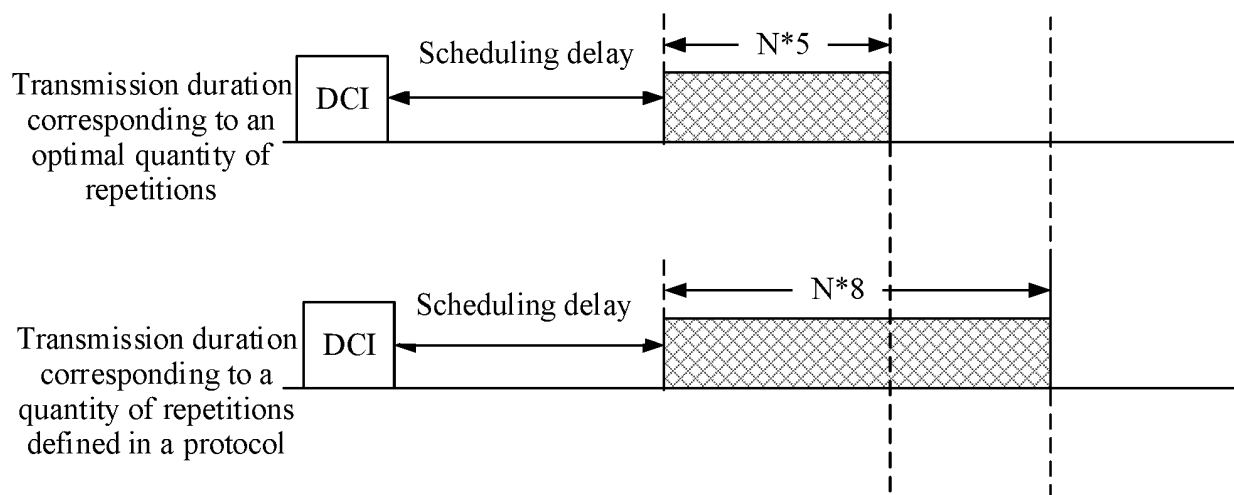 Transmission duration
corresponding to an
optimal quantity of
repetitions
DCI
Scheduling delay
N*5
Transmission duration
corresponding to a
quantity of repetitions
defined in a protocol
DCI
Scheduling delay
N*8